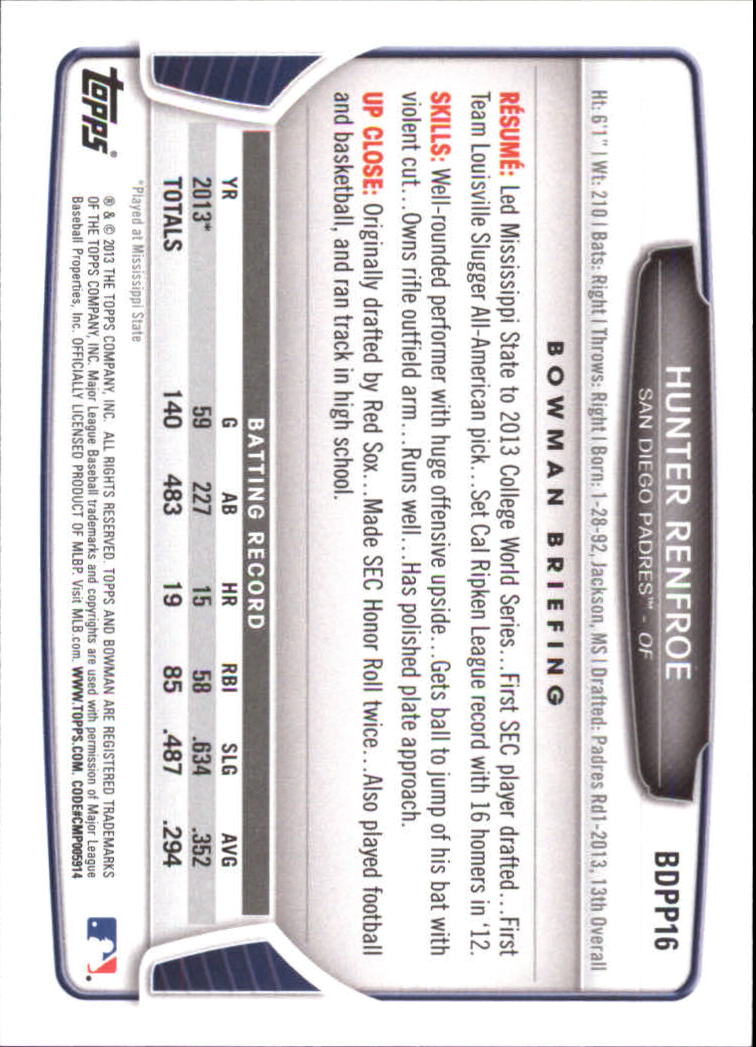 BDPP16
HUNTER RENFROE
SAN DIEGO PADRES™ - OF
Ht: 6'1" | Wt: 210 | Bats: Right | Throws: Right | Born: 1-28-92, Jackson, MS | Drafted: Padres Rd1-2013, 13th Overall
BOWMAN BRIEFING
RÉSUMÉ: Led Mississippi State to 2013 College World Series...First SEC player drafted...First
Team Louisville Slugger All-American pick...Set Cal Ripken League record with 16 homers in '12.
SKILLS: Well-rounded performer with huge offensive upside...Gets ball to jump of his bat with
violent cut...Owns rifle outfield arm...Runs well...Has polished plate approach.
UP CLOSE: Originally drafted by Red Sox...Made SEC Honor Roll twice...Also played football
and basketball, and ran track in high school.
BATTING RECORD
YR G AB HR RBI SLG AVG
2013* 59 227 15 58 .634 .352
TOTALS 140 483 19 85 .487 .294
*Played at Mississippi State
topps®
® & © 2013 THE TOPPS COMPANY, INC. ALL RIGHTS RESERVED. TOPPS AND BOWMAN ARE REGISTERED TRADEMARKS
OF THE TOPPS COMPANY, INC. Major League Baseball trademarks and copyrights are used with permission of Major League
Baseball Properties, Inc. OFFICIALLY LICENSED PRODUCT OF MLBP. Visit MLB.com. WWW.TOPPS.COM. CODE#CMP005914